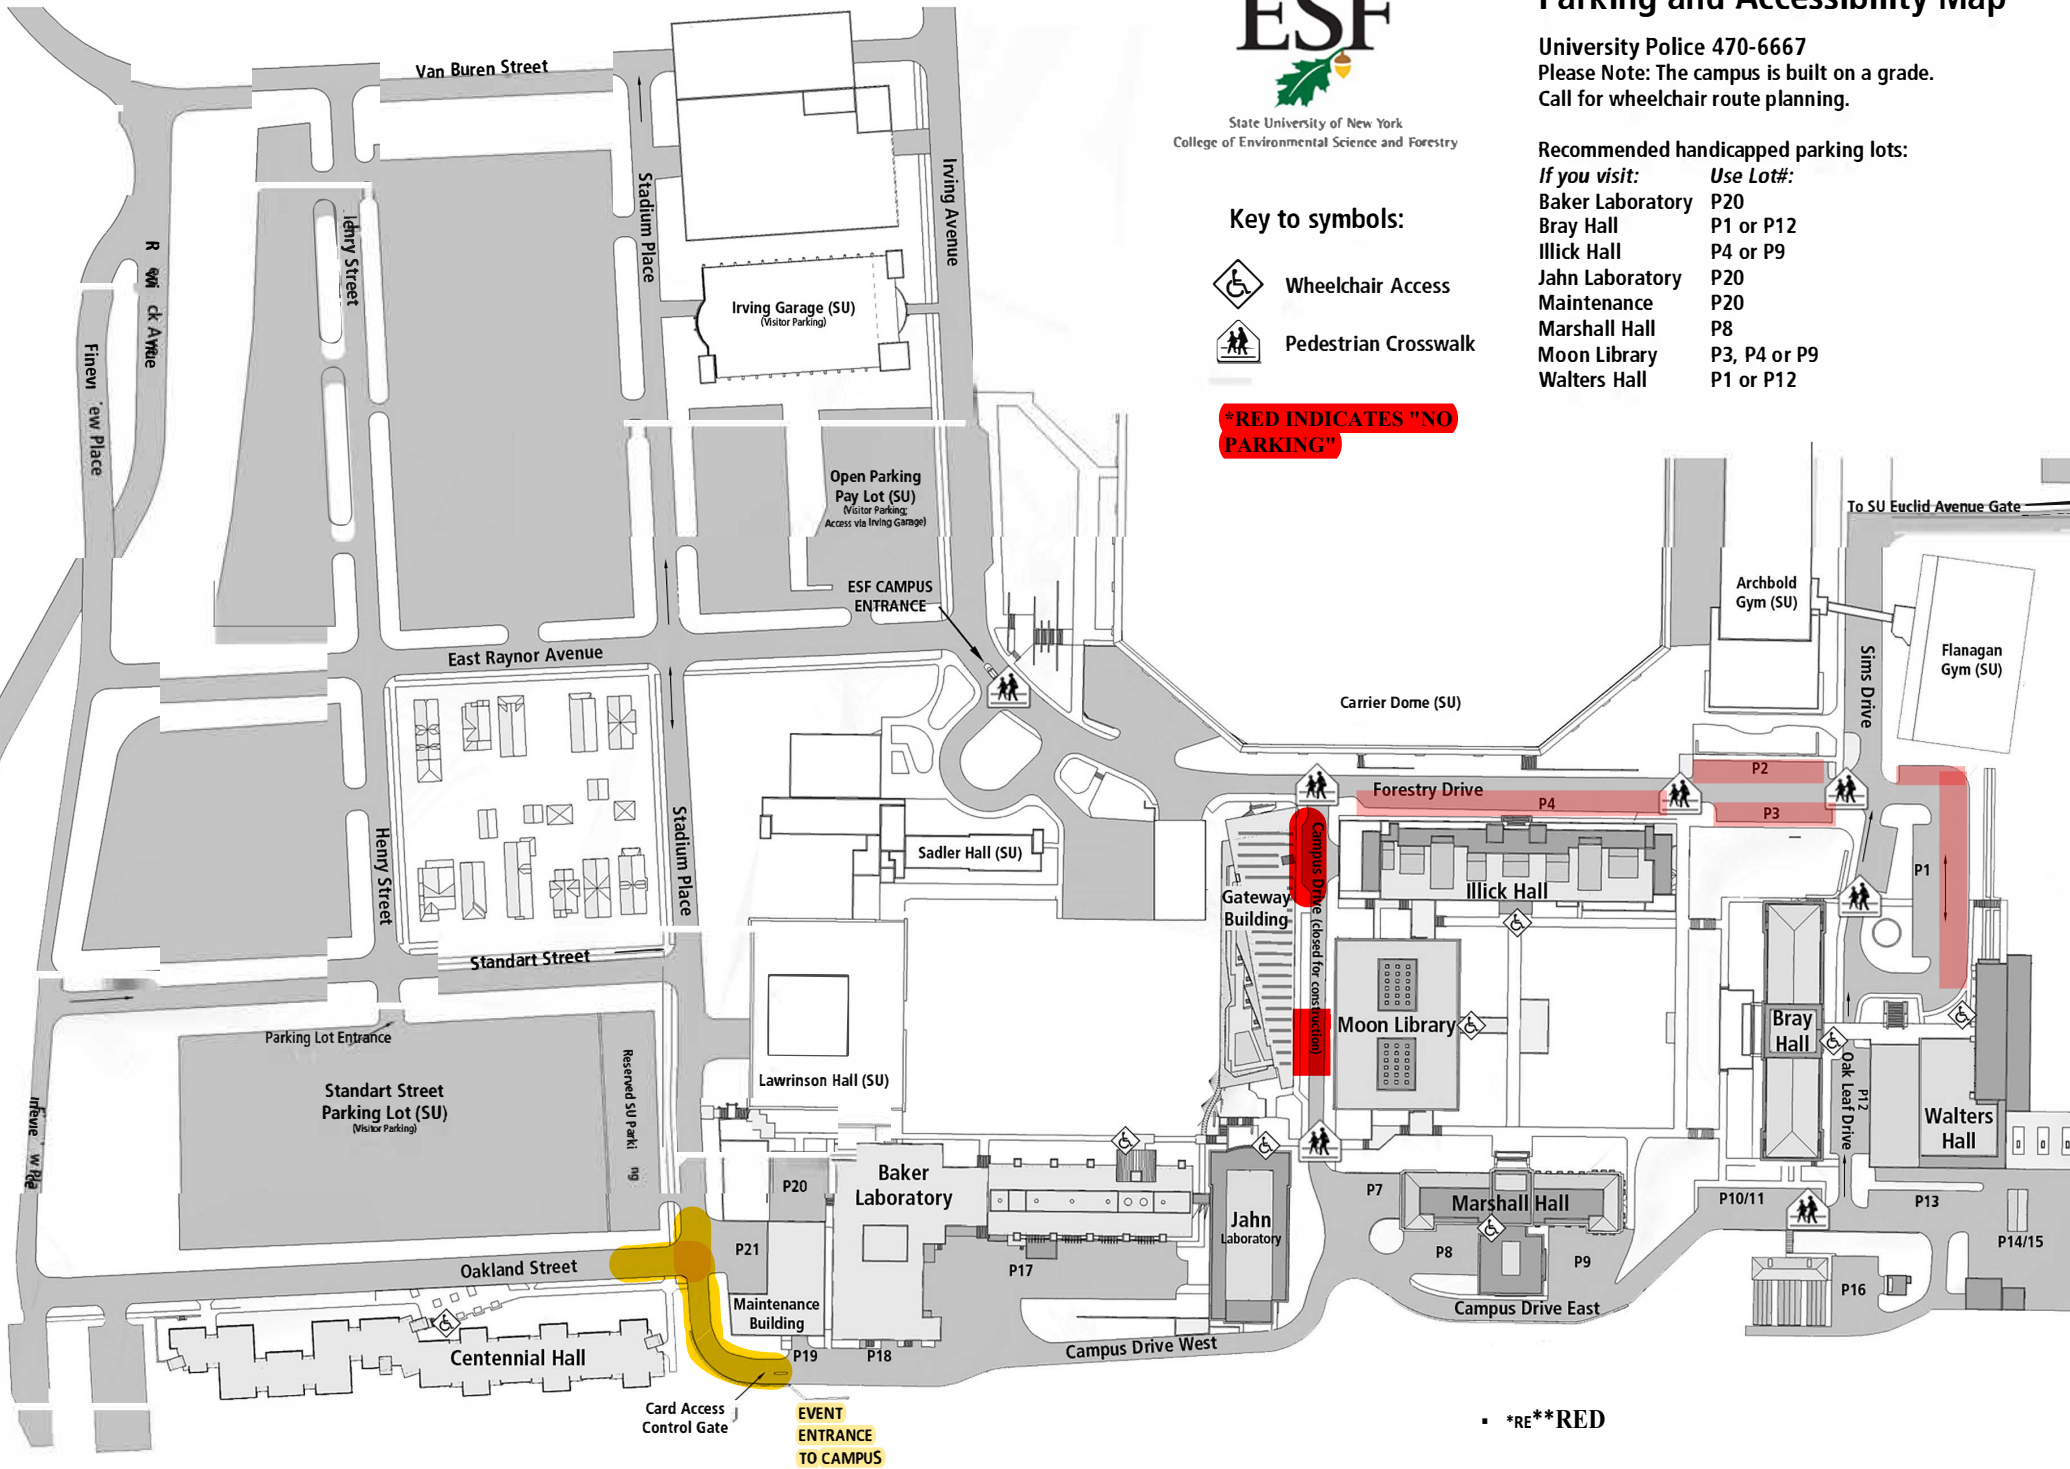 ESF
State University of New York
College of Environmental Science and Forestry
Parking and Accessibility Map
University Police 470-6667
Please Note: The campus is built on a grade.
Call for wheelchair route planning.
Recommended handicapped parking lots:
If you visit: Use Lot#:
Baker Laboratory P20
Bray Hall P1 or P12
Illick Hall P4 or P9
Jahn Laboratory P20
Maintenance P20
Marshall Hall P8
Moon Library P3, P4 or P9
Walters Hall P1 or P12
Key to symbols:
Wheelchair Access
Pedestrian Crosswalk
*RED INDICATES "NO
PARKING"
Van Buren Street
Stadium Place
Irving Avenue
Henry Street
Irving Garage (SU)
(Visitor Parking)
Open Parking
Pay Lot (SU)
(Visitor Parking;
Access via Irving Garage)
ESF CAMPUS
ENTRANCE
East Raynor Avenue
To SU Euclid Avenue Gate
Archbold
Gym (SU)
Sims Drive
Flanagan
Gym (SU)
Carrier Dome (SU)
P2
Forestry Drive
P4
P3
P1
Henry Street
Stadium Place
Sadler Hall (SU)
Gateway
Building
Campus Drive (closed for construction)
Illick Hall
Standart Street
Parking Lot Entrance
Standart Street
Parking Lot (SU)
(Visitor Parking)
Reserved SU Parki ng
Lawrinson Hall (SU)
Moon Library
Bray
Hall
P12
Oak Leaf Drive
Walters
Hall
P20
Baker
Laboratory
Jahn
Laboratory
P7
Marshall Hall
P10/11
P13
P21
P17
P8
P9
P14/15
P16
Oakland Street
Maintenance
Building
P19
P18
Campus Drive West
Campus Drive East
Centennial Hall
Card Access
Control Gate
EVENT
ENTRANCE
TO CAMPUS
▪ *RE**RED